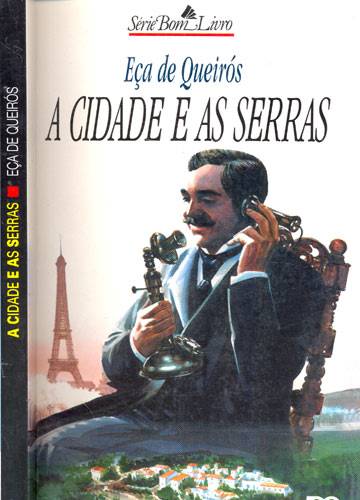 Série Bom Livro
Eça de Queirós
A CIDADE E AS SERRAS
A CIDADE E AS SERRAS EÇA DE QUEIRÓS